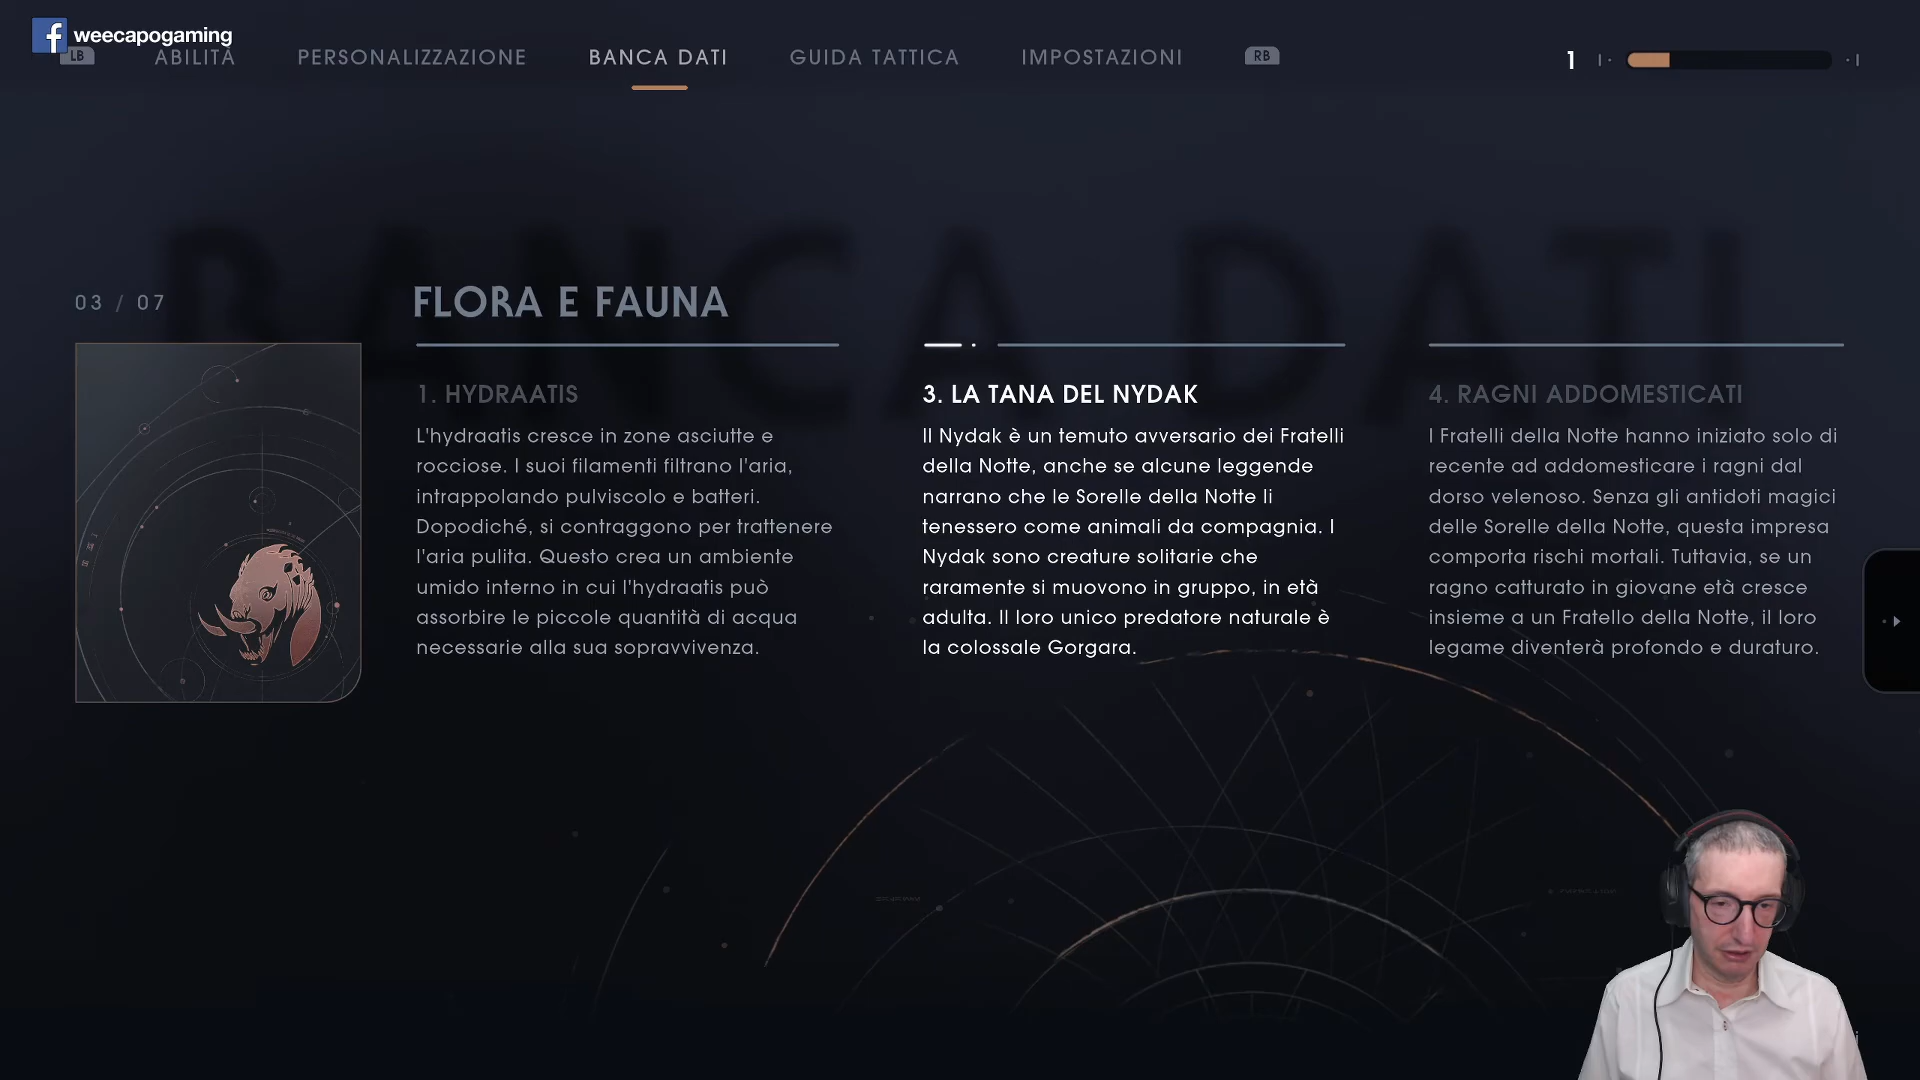 weecapogaming
LB
ABILITÀ
PERSONALIZZAZIONE
BANCA DATI
GUIDA TATTICA
IMPOSTAZIONI
RB
1
BANCA DATI
03 / 07
FLORA E FAUNA
1. HYDRAATIS
L'hydraatis cresce in zone asciutte e
rocciose. I suoi filamenti filtrano l'aria,
intrappolando pulviscolo e batteri.
Dopodiché, si contraggono per trattenere
l'aria pulita. Questo crea un ambiente
umido interno in cui l'hydraatis può
assorbire le piccole quantità di acqua
necessarie alla sua sopravvivenza.
3. LA TANA DEL NYDAK
Il Nydak è un temuto avversario dei Fratelli
della Notte, anche se alcune leggende
narrano che le Sorelle della Notte li
tenessero come animali da compagnia. I
Nydak sono creature solitarie che
raramente si muovono in gruppo, in età
adulta. Il loro unico predatore naturale è
la colossale Gorgara.
4. RAGNI ADDOMESTICATI
I Fratelli della Notte hanno iniziato solo di
recente ad addomesticare i ragni dal
dorso velenoso. Senza gli antidoti magici
delle Sorelle della Notte, questa impresa
comporta rischi mortali. Tuttavia, se un
ragno catturato in giovane età cresce
insieme a un Fratello della Notte, il loro
legame diventerà profondo e duraturo.